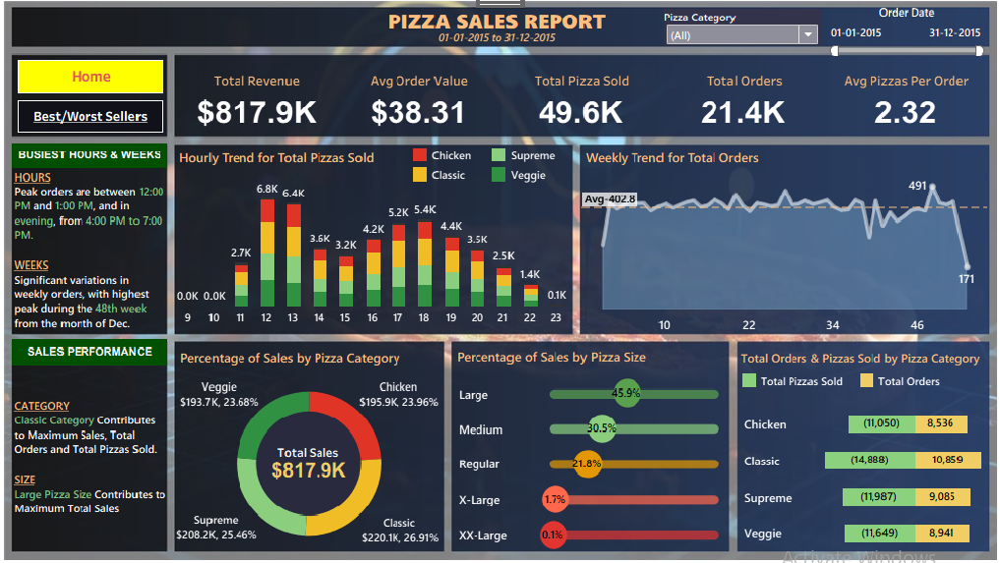 PIZZA SALES REPORT
01-01-2015 to 31-12-2015
Pizza Category
(All)
Order Date
01-01-2015 31-12-2015
Home
Best/Worst Sellers
Total Revenue
$817.9K
Avg Order Value
$38.31
Total Pizza Sold
49.6K
Total Orders
21.4K
Avg Pizzas Per Order
2.32
BUSIEST HOURS & WEEKS
HOURS
Peak orders are between 12:00
PM and 1:00 PM, and in
evening, from 4:00 PM to 7:00
PM.
WEEKS
Significant variations in
weekly orders, with highest
peak during the 48th week
from the month of Dec.
Hourly Trend for Total Pizzas Sold
Chicken Supreme
Classic Veggie
0.0K 0.0K 2.7K 6.8K 6.4K 3.6K 3.2K 4.2K 5.2K 5.4K 4.4K 3.5K 2.5K 1.4K 0.1K
9 10 11 12 13 14 15 16 17 18 19 20 21 22 23
Weekly Trend for Total Orders
491
Avg-402.8
171
10 22 34 46
SALES PERFORMANCE
CATEGORY
Classic Category Contributes
to Maximum Sales, Total
Orders and Total Pizzas Sold.
SIZE
Large Pizza Size Contributes to
Maximum Total Sales
Percentage of Sales by Pizza Category
Veggie
$193.7K, 23.68%
Chicken
$195.9K, 23.96%
Total Sales
$817.9K
Supreme
$208.2K, 25.46%
Classic
$220.1K, 26.91%
Percentage of Sales by Pizza Size
Large 45.9%
Medium 30.5%
Regular 21.8%
X-Large 1.7%
XX-Large 0.1%
Total Orders & Pizzas Sold by Pizza Category
Total Pizzas Sold Total Orders
Chicken (11,050) 8,536
Classic (14,888) 10,859
Supreme (11,987) 9,085
Veggie (11,649) 8,941
Activate Windows